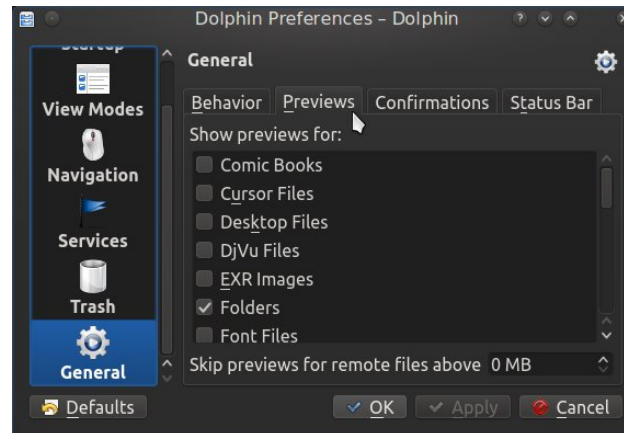 Dolphin Preferences – Dolphin
Startup
View Modes
Navigation
Services
Trash
General
General
Behavior
Previews
Confirmations
Status Bar
Show previews for:
Comic Books
Cursor Files
Desktop Files
DjVu Files
EXR Images
Folders
Font Files
Skip previews for remote files above 0 MB
Defaults
OK
Apply
Cancel